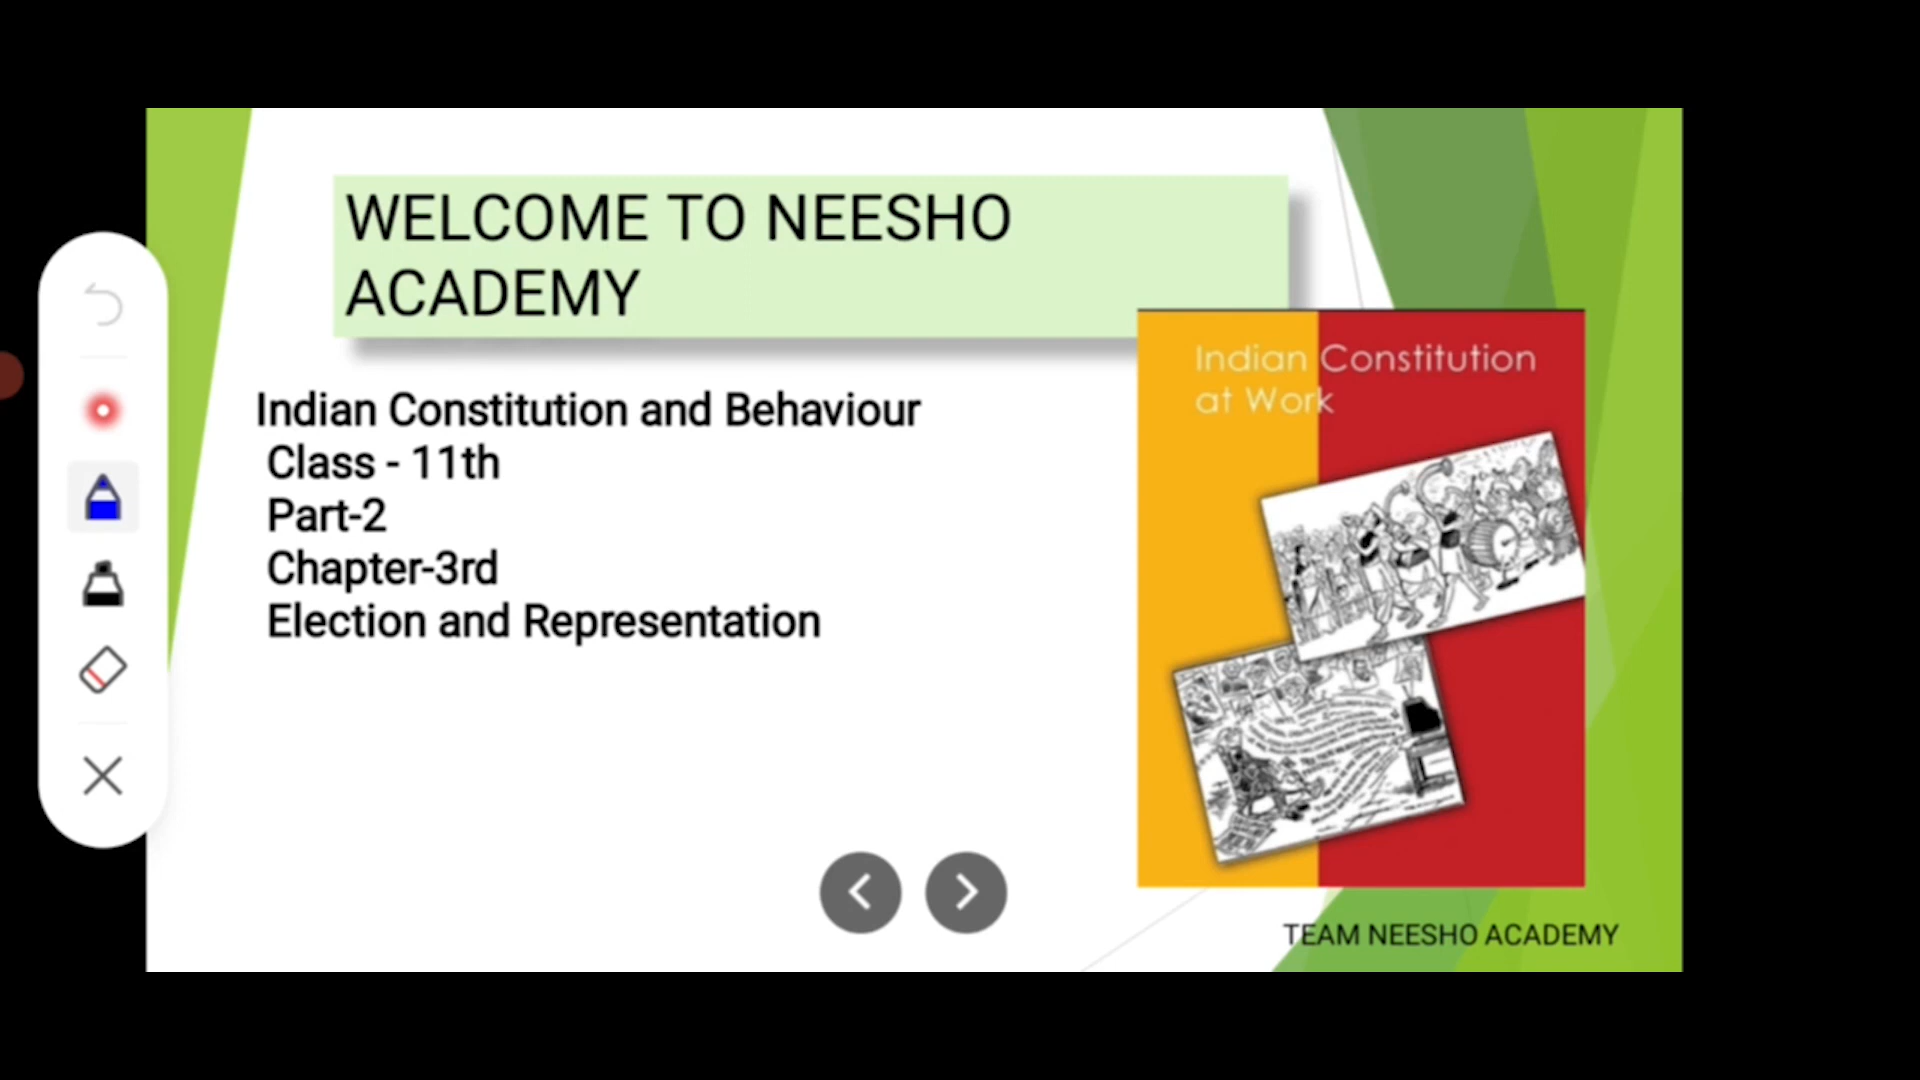 WELCOME TO NEESHO
ACADEMY
Indian Constitution and Behaviour
Class - 11th
Part-2
Chapter-3rd
Election and Representation
Indian Constitution
at Work
TEAM NEESHO ACADEMY